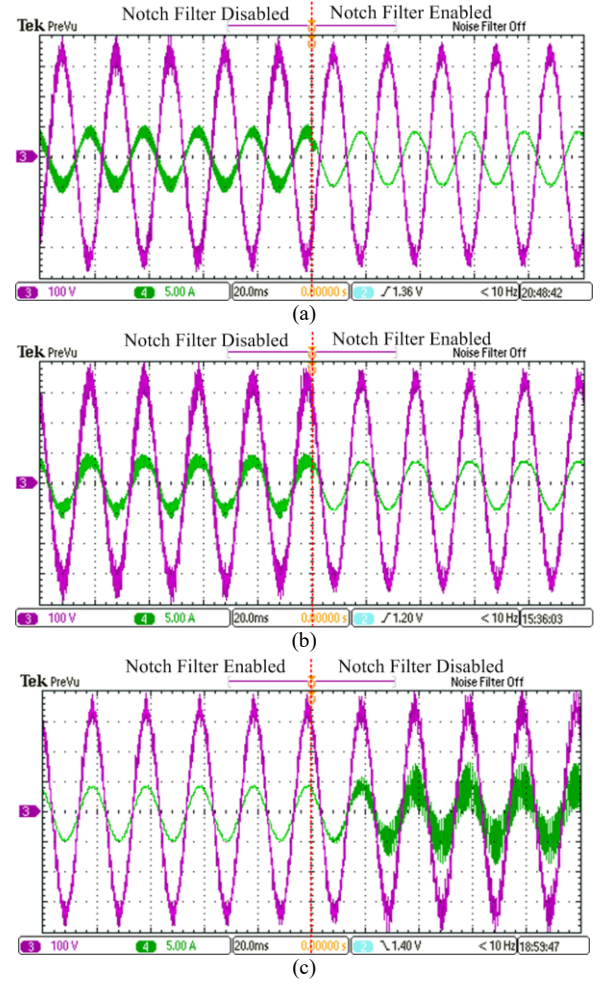 Notch Filter Disabled Notch Filter Enabled
Tek PreVu Noise Filter Off
3
3 100 V 4 5.00 A 20.0ms 0.00000 s 2 1.36 V < 10 Hz 20:48:42
(a)
Notch Filter Disabled Notch Filter Enabled
Tek PreVu Noise Filter Off
3
3 100 V 4 5.00 A 20.0ms 0.00000 s 2 1.20 V < 10 Hz 15:36:03
(b)
Notch Filter Enabled Notch Filter Disabled
Tek PreVu Noise Filter Off
3
3 100 V 4 5.00 A 20.0ms 0.00000 s 2 1.40 V < 10 Hz 18:59:47
(c)